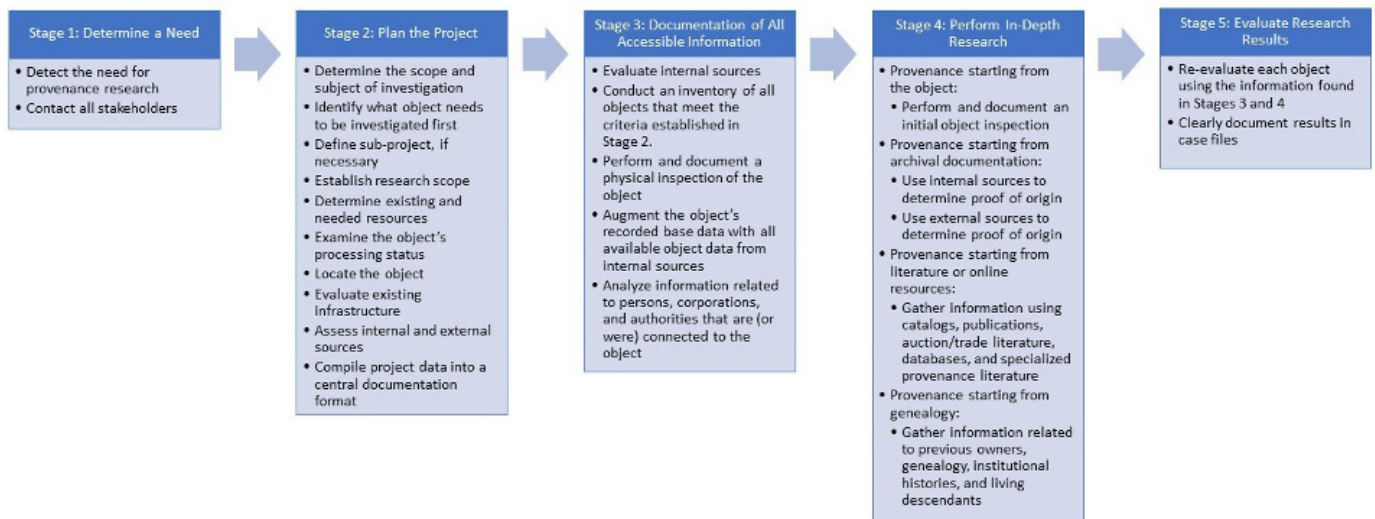 Stage 1: Determine a Need
• Detect the need for
provenance research
• Contact all stakeholders
Stage 2: Plan the Project
• Determine the scope and
subject of investigation
• Identify what object needs
to be investigated first
• Define sub-project, if
necessary
• Establish research scope
• Determine existing and
needed resources
• Examine the object's
processing status
• Locate the object
• Evaluate existing
infrastructure
• Assess internal and external
sources
• Compile project data into a
central documentation
format
Stage 3: Documentation of All
Accessible Information
• Evaluate internal sources
• Conduct an inventory of all
objects that meet the
criteria established in
Stage 2.
• Perform and document a
physical inspection of the
object
• Augment the object's
recorded base data with all
available object data from
internal sources
• Analyze information related
to persons, corporations,
and authorities that are (or
were) connected to the
object
Stage 4: Perform In-Depth
Research
• Provenance starting from
the object:
• Perform and document an
initial object inspection
• Provenance starting from
archival documentation:
• Use internal sources to
determine proof of origin
• Use external sources to
determine proof of origin
• Provenance starting from
literature or online
resources:
• Gather information using
catalogs, publications,
auction/trade literature,
databases, and specialized
provenance literature
• Provenance starting from
genealogy:
• Gather information related
to previous owners,
genealogy, institutional
histories, and living
descendants
Stage 5: Evaluate Research
Results
• Re-evaluate each object
using the information found
in Stages 3 and 4
• Clearly document results in
case files